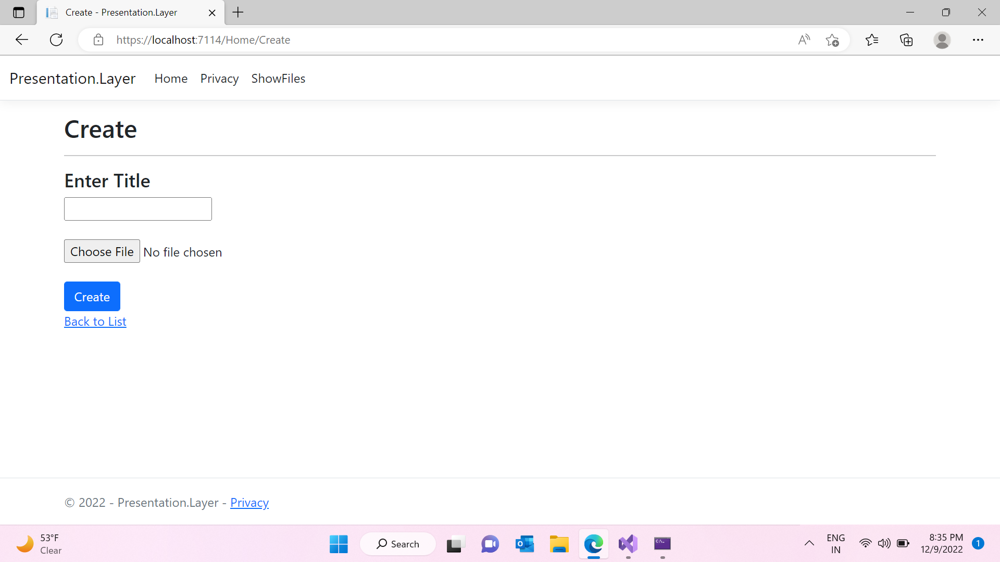 Create - Presentation.Layer
https://localhost:7114/Home/Create
Presentation.Layer Home Privacy ShowFiles
Create
Enter Title
Choose File No file chosen
Create
Back to List
© 2022 - Presentation.Layer - Privacy
53°F
Clear
Search
ENG
IN
8:35 PM
12/9/2022
1